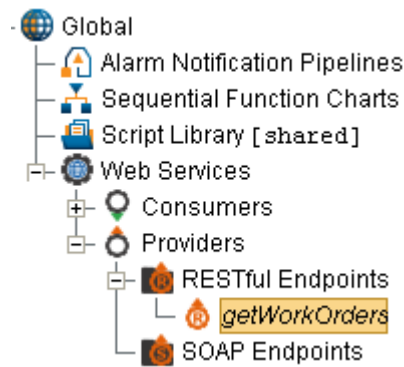 Global
Alarm Notification Pipelines
Sequential Function Charts
Script Library [shared]
Web Services
Consumers
Providers
RESTful Endpoints
getWorkOrders
SOAP Endpoints